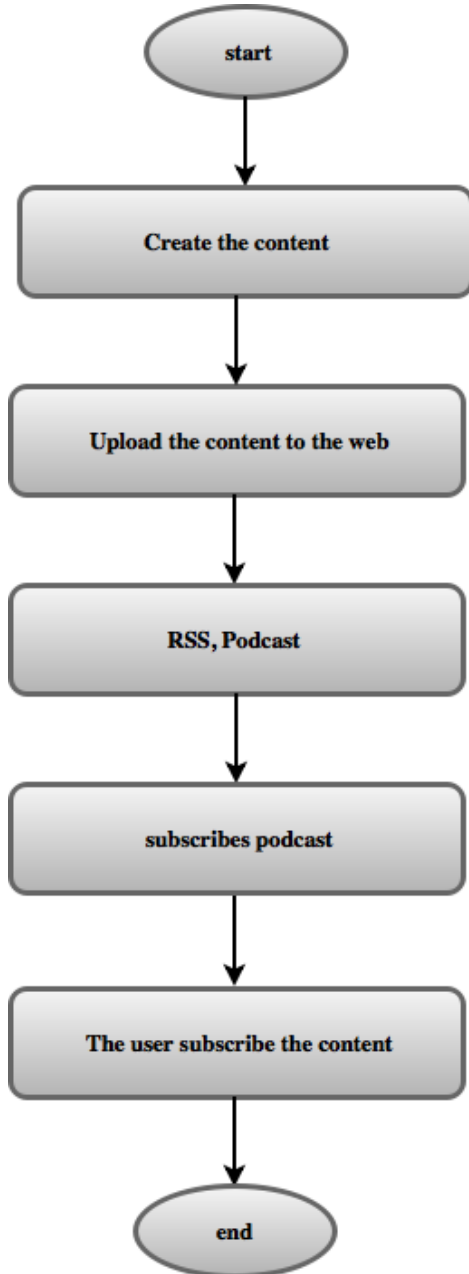 start
Create the content
Upload the content to the web
RSS, Podcast
subscribes podcast
The user subscribe the content
end